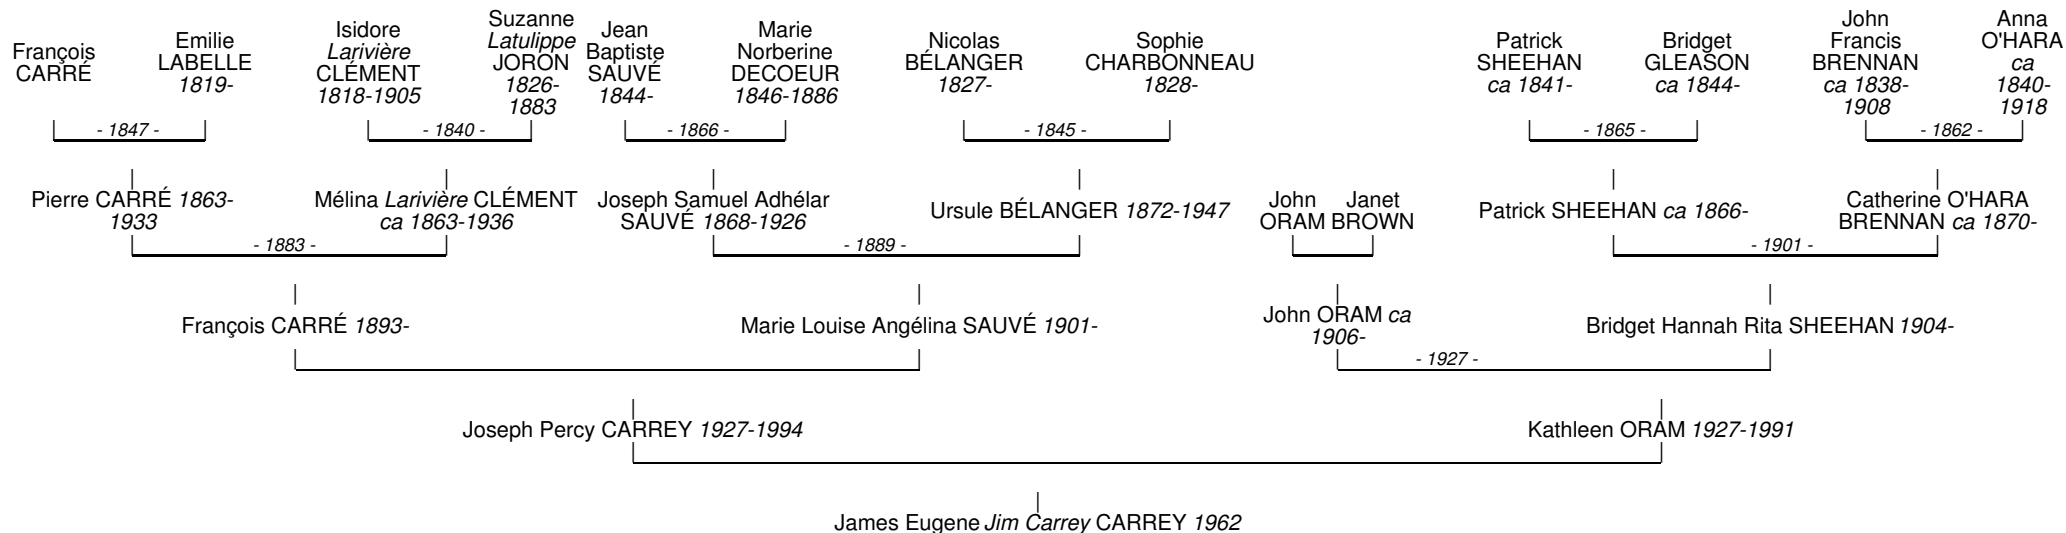 François
CARRÉ
Emilie
LABELLE
1819-
Isidore
Larivière
CLÉMENT
1818-1905
Suzanne
Latulippe
JORON
1826-
1883
Jean
Baptiste
SAUVÉ
1844-
Marie
Norberine
DECOEUR
1846-1886
Nicolas
BÉLANGER
1827-
Sophie
CHARBONNEAU
1828-
Patrick
SHEEHAN
ca 1841-
Bridget
GLEASON
ca 1844-
John
Francis
BRENNAN
ca 1838-
1908
Anna
O'HARA
ca
1840-
1918
- 1847 -
- 1840 -
- 1866 -
- 1845 -
- 1865 -
- 1862 -
Pierre CARRÉ 1863-
1933
Mélina Larivière CLÉMENT
ca 1863-1936
Joseph Samuel Adhélar
SAUVÉ 1868-1926
Ursule BÉLANGER 1872-1947
John
ORAM
Janet
BROWN
Patrick SHEEHAN ca 1866-
Catherine O'HARA
BRENNAN ca 1870-
- 1883 -
- 1889 -
- 1901 -
François CARRÉ 1893-
Marie Louise Angélina SAUVÉ 1901-
John ORAM ca
1906-
Bridget Hannah Rita SHEEHAN 1904-
- 1927 -
Joseph Percy CARREY 1927-1994
Kathleen ORAM 1927-1991
James Eugene Jim Carrey CARREY 1962